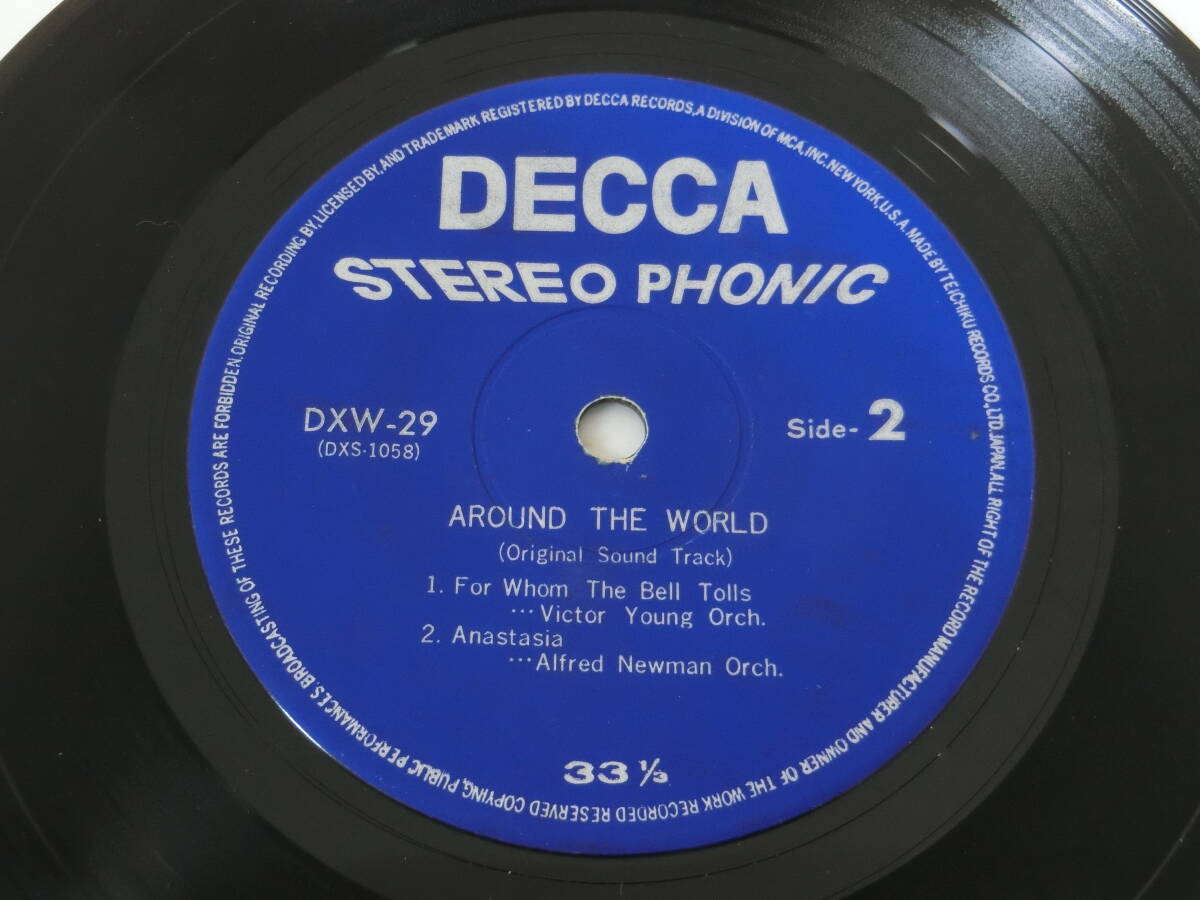 ORIGINAL RECORDING BY, LICENSED BY, AND TRADEMARK REGISTERED BY DECCA RECORDS, A DIVISION OF MCA, INC. NEW YORK, U.S.A. MADE BY TEICHIKU RECORDS CO., LTD. JAPAN. ALL RIGHT OF THE RECORD MANUFACTURER AND OWNER OF THE WORK RECORDED RESERVED COPYING, PUBLIC PERFORMANCES. BROADCASTING OF THESE RECORDS ARE FORBIDDEN.
DECCA
STEREO PHONIC
DXW-29
(DXS-1058)
Side-2
AROUND THE WORLD
(Original Sound Track)
1. For Whom The Bell Tolls
…Victor Young Orch.
2. Anastasia
…Alfred Newman Orch.
33 1/3